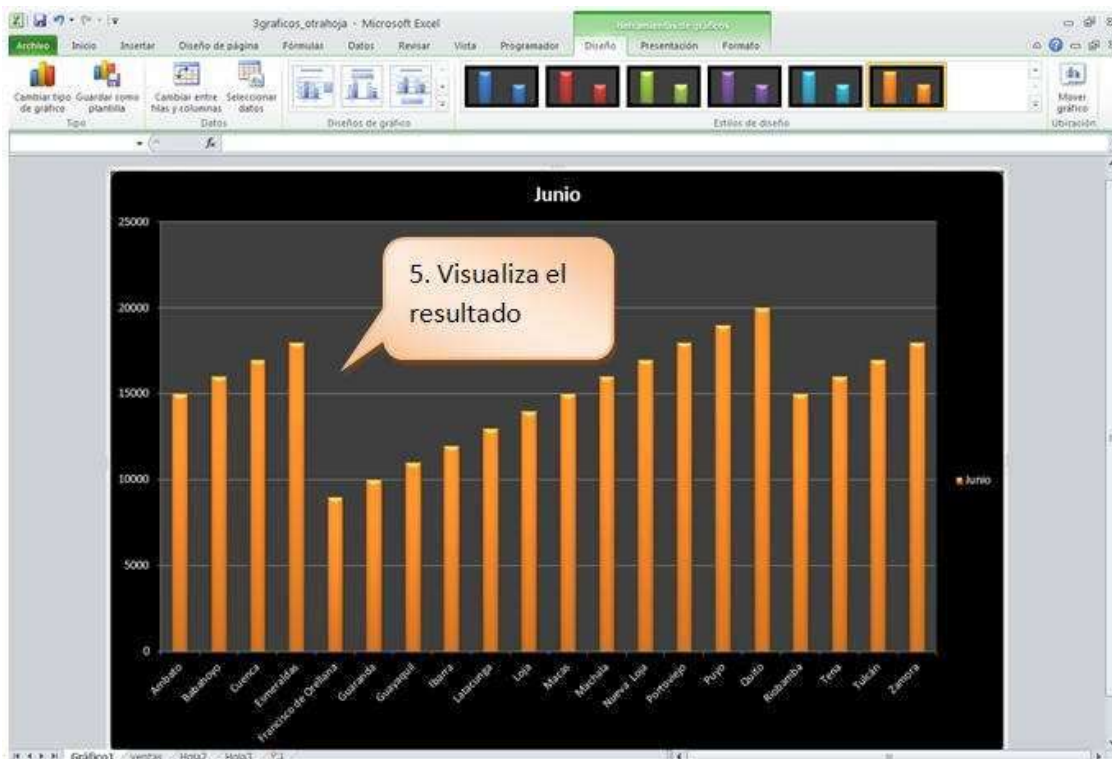 3graficos_otrahoja - Microsoft Excel
Herramientas de gráficos
Archivo Inicio Insertar Diseño de página Fórmulas Datos Revisar Vista Programador Diseño Presentación Formato
Cambiar tipo de gráfico
Guardar como plantilla
Cambiar entre filas y columnas
Seleccionar datos
Mover gráfico
Tipo Datos Diseños de gráfico Estilos de diseño Ubicación
fx
Junio
25000
20000
15000
10000
5000
0
5. Visualiza el
resultado
Junio
Ambato
Babahoyo
Cuenca
Esmeraldas
Francisco de Orellana
Guaranda
Guayaquil
Ibarra
Latacunga
Loja
Macas
Machala
Nueva Loja
Portoviejo
Puyo
Quito
Riobamba
Tena
Tulcán
Zamora
Gráfico1 ventas Hoja2 Hoja3